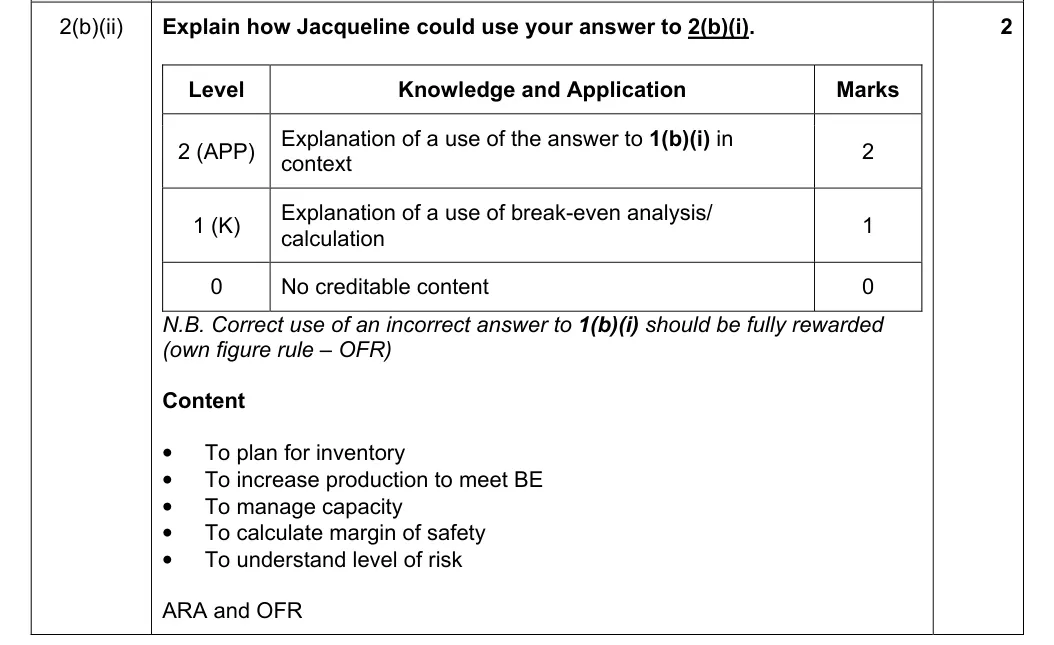 2(b)(ii)
Explain how Jacqueline could use your answer to 2(b)(i).
2
Level
Knowledge and Application
Marks
2 (APP)
Explanation of a use of the answer to 1(b)(i) in
context
2
1 (K)
Explanation of a use of break-even analysis/
calculation
1
0
No creditable content
0
N.B. Correct use of an incorrect answer to 1(b)(i) should be fully rewarded
(own figure rule – OFR)
Content
• To plan for inventory
• To increase production to meet BE
• To manage capacity
• To calculate margin of safety
• To understand level of risk
ARA and OFR